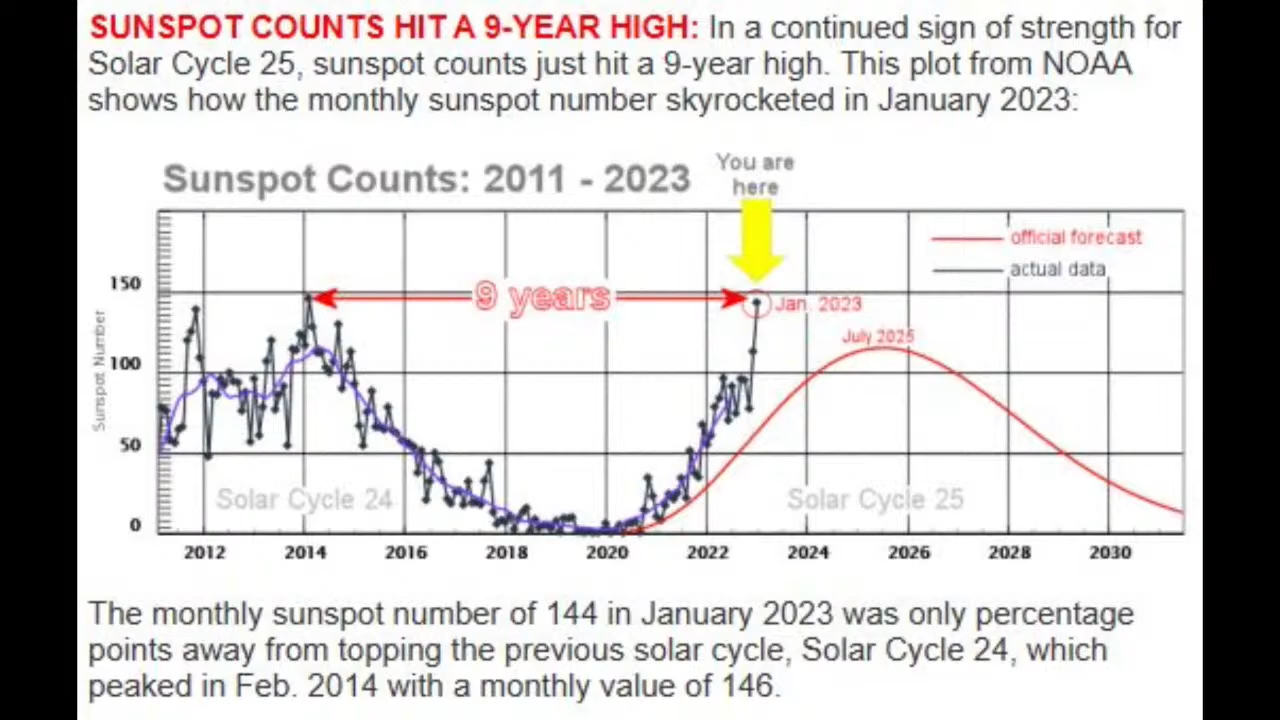 SUNSPOT COUNTS HIT A 9-YEAR HIGH: In a continued sign of strength for
Solar Cycle 25, sunspot counts just hit a 9-year high. This plot from NOAA
shows how the monthly sunspot number skyrocketed in January 2023:
Sunspot Counts: 2011 - 2023
You are
here
official forecast
actual data
150
9 years
Jan. 2023
July 2025
100
Sunspot Number
50
Solar Cycle 24
Solar Cycle 25
0
2012 2014 2016 2018 2020 2022 2024 2026 2028 2030
The monthly sunspot number of 144 in January 2023 was only percentage
points away from topping the previous solar cycle, Solar Cycle 24, which
peaked in Feb. 2014 with a monthly value of 146.